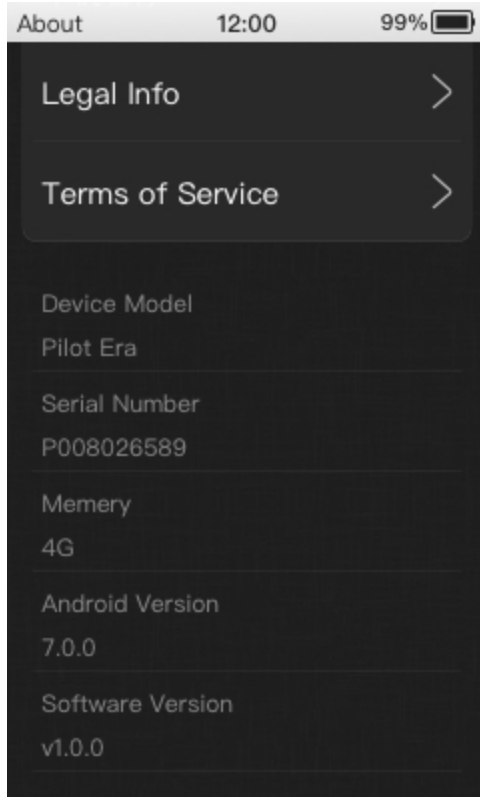 About 12:00 99%
Legal Info
Terms of Service
Device Model
Pilot Era
Serial Number
P008026589
Memery
4G
Android Version
7.0.0
Software Version
v1.0.0